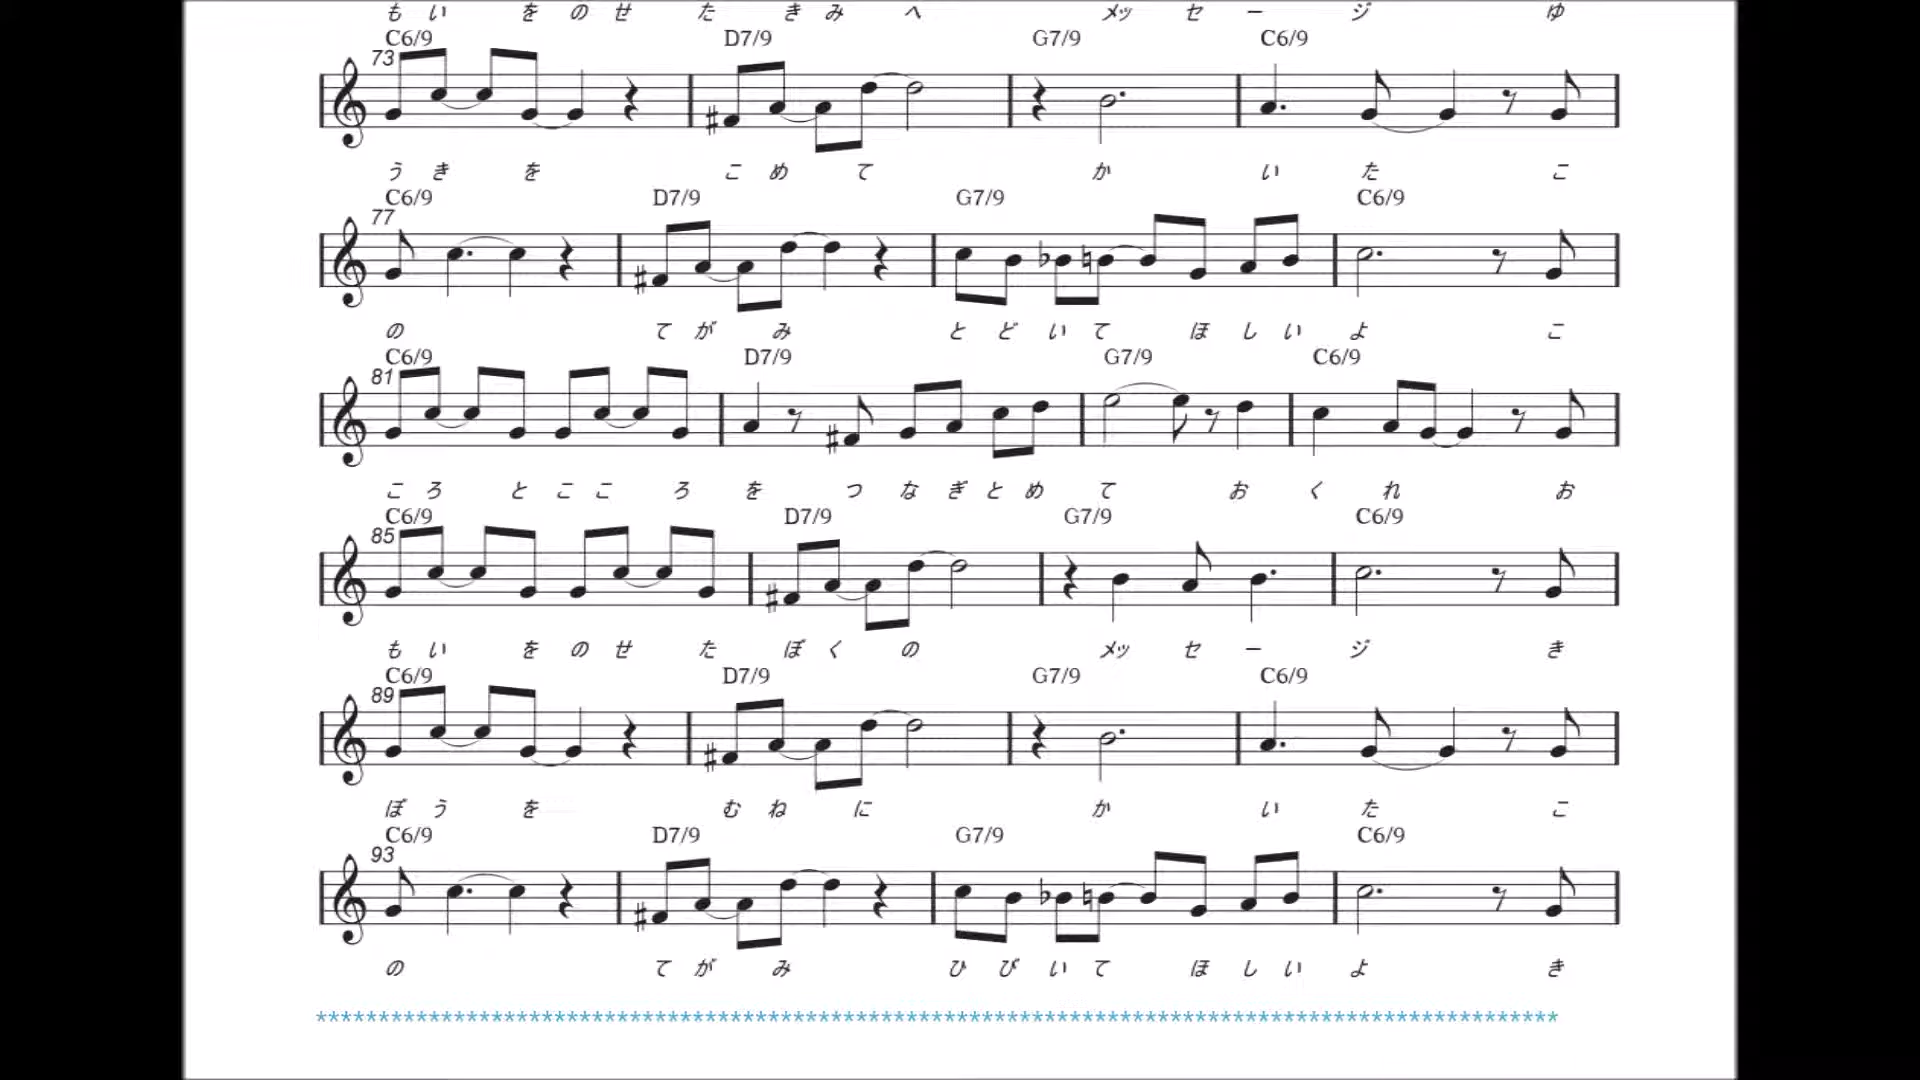 もい をのせ た きみ へ メッ セ ー ジ ゆ
C6/9 D7/9 G7/9 C6/9
73
うき を こめ て か い た こ
C6/9 D7/9 G7/9 C6/9
77
の てが み とどいて ほしい よ こ
C6/9 D7/9 G7/9 C6/9
81
ころ とここ ろ を つなぎとめ て お く れ お
C6/9 D7/9 G7/9 C6/9
85
もい をのせ た ぼく の メッ セ ー ジ き
C6/9 D7/9 G7/9 C6/9
89
ぼう を むね に か い た こ
C6/9 D7/9 G7/9 C6/9
93
の てが み ひびいて ほしい よ き
****************************************************************************************************